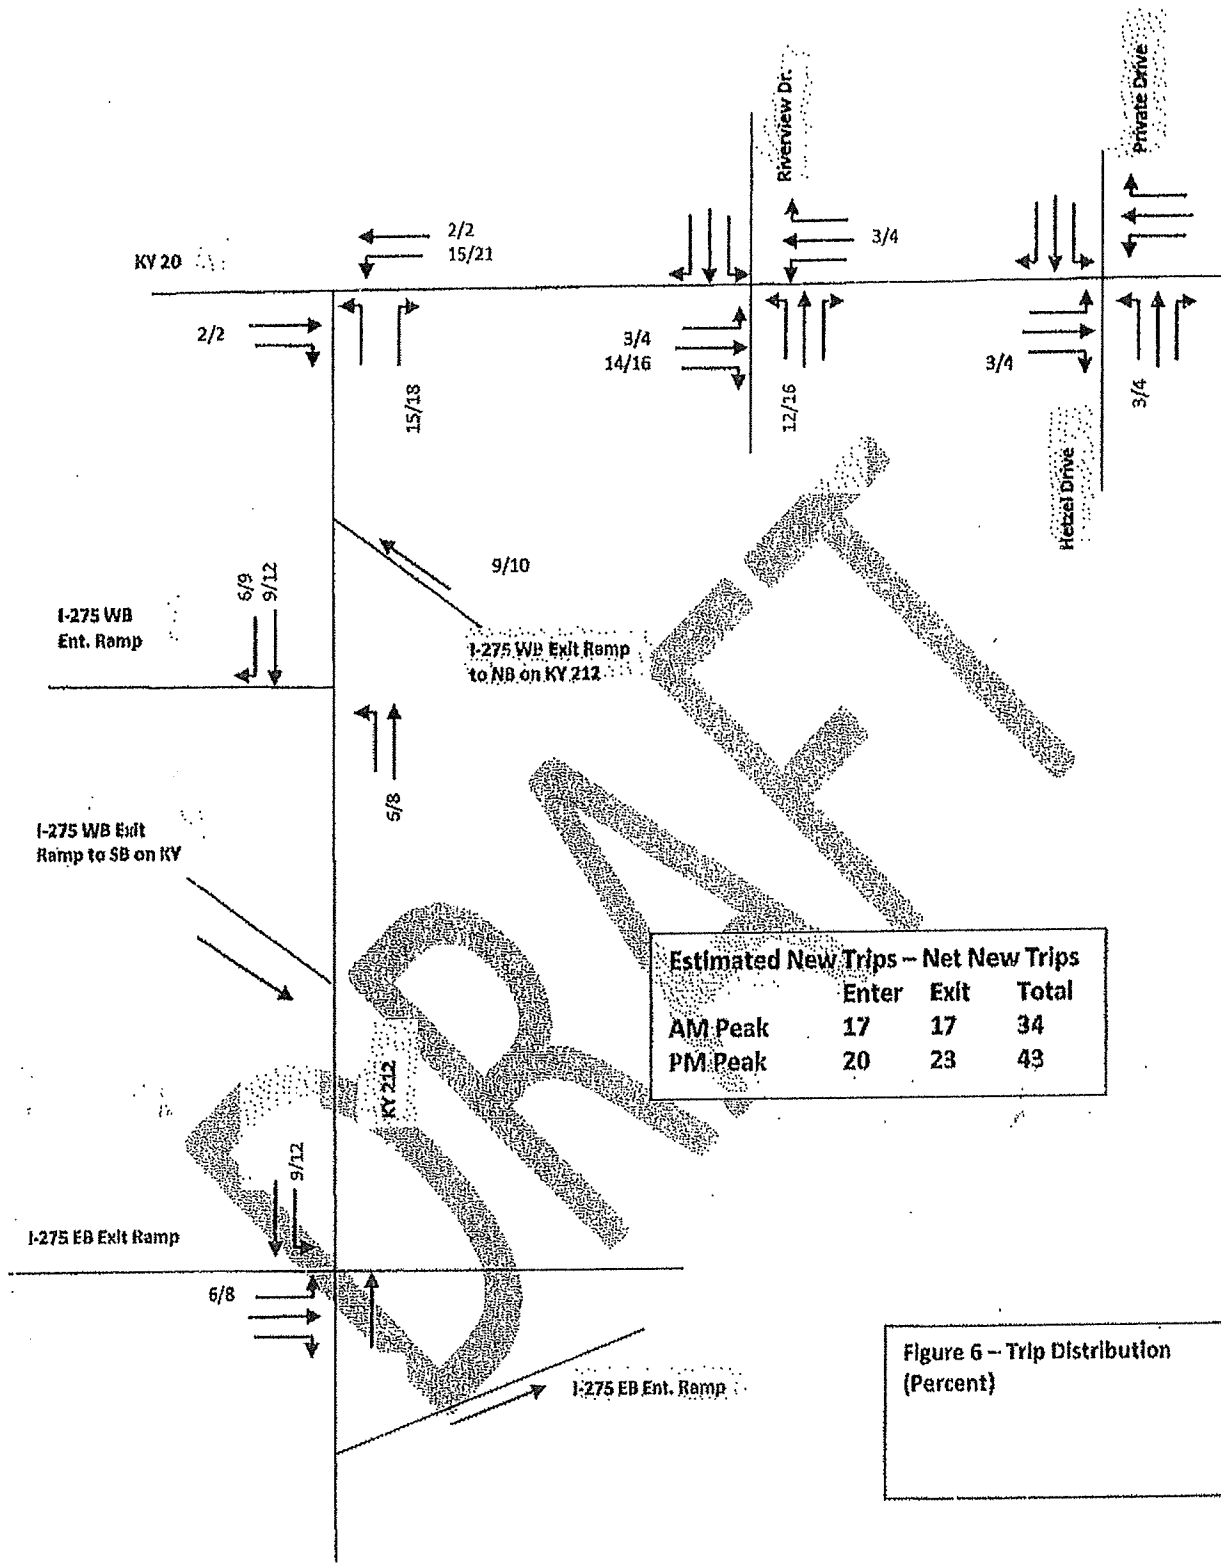 Riverview Dr.
Private Drive
KY 20
2/2
15/21
3/4
2/2
15/18
3/4
14/16
12/16
3/4
3/4
Hetzel Drive
9/10
6/9
9/12
I-275 WB
Ent. Ramp
I-275 WB Exit Ramp
to NB on KY 212
6/8
I-275 WB Exit
Ramp to SB on KY
Estimated New Trips – Net New Trips
Enter Exit Total
AM Peak 17 17 34
PM Peak 20 23 43
KY 212
9/12
I-275 EB Exit Ramp
6/8
I-275 EB Ent. Ramp
Figure 6 – Trip Distribution
(Percent)
DRAFT